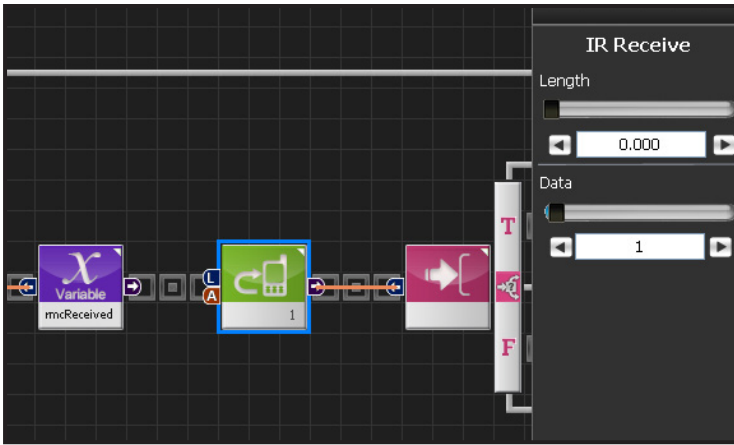 IR Receive
Length
0.000
Data
1
T
X
Variable
rmcReceived
L
A
1
?
F